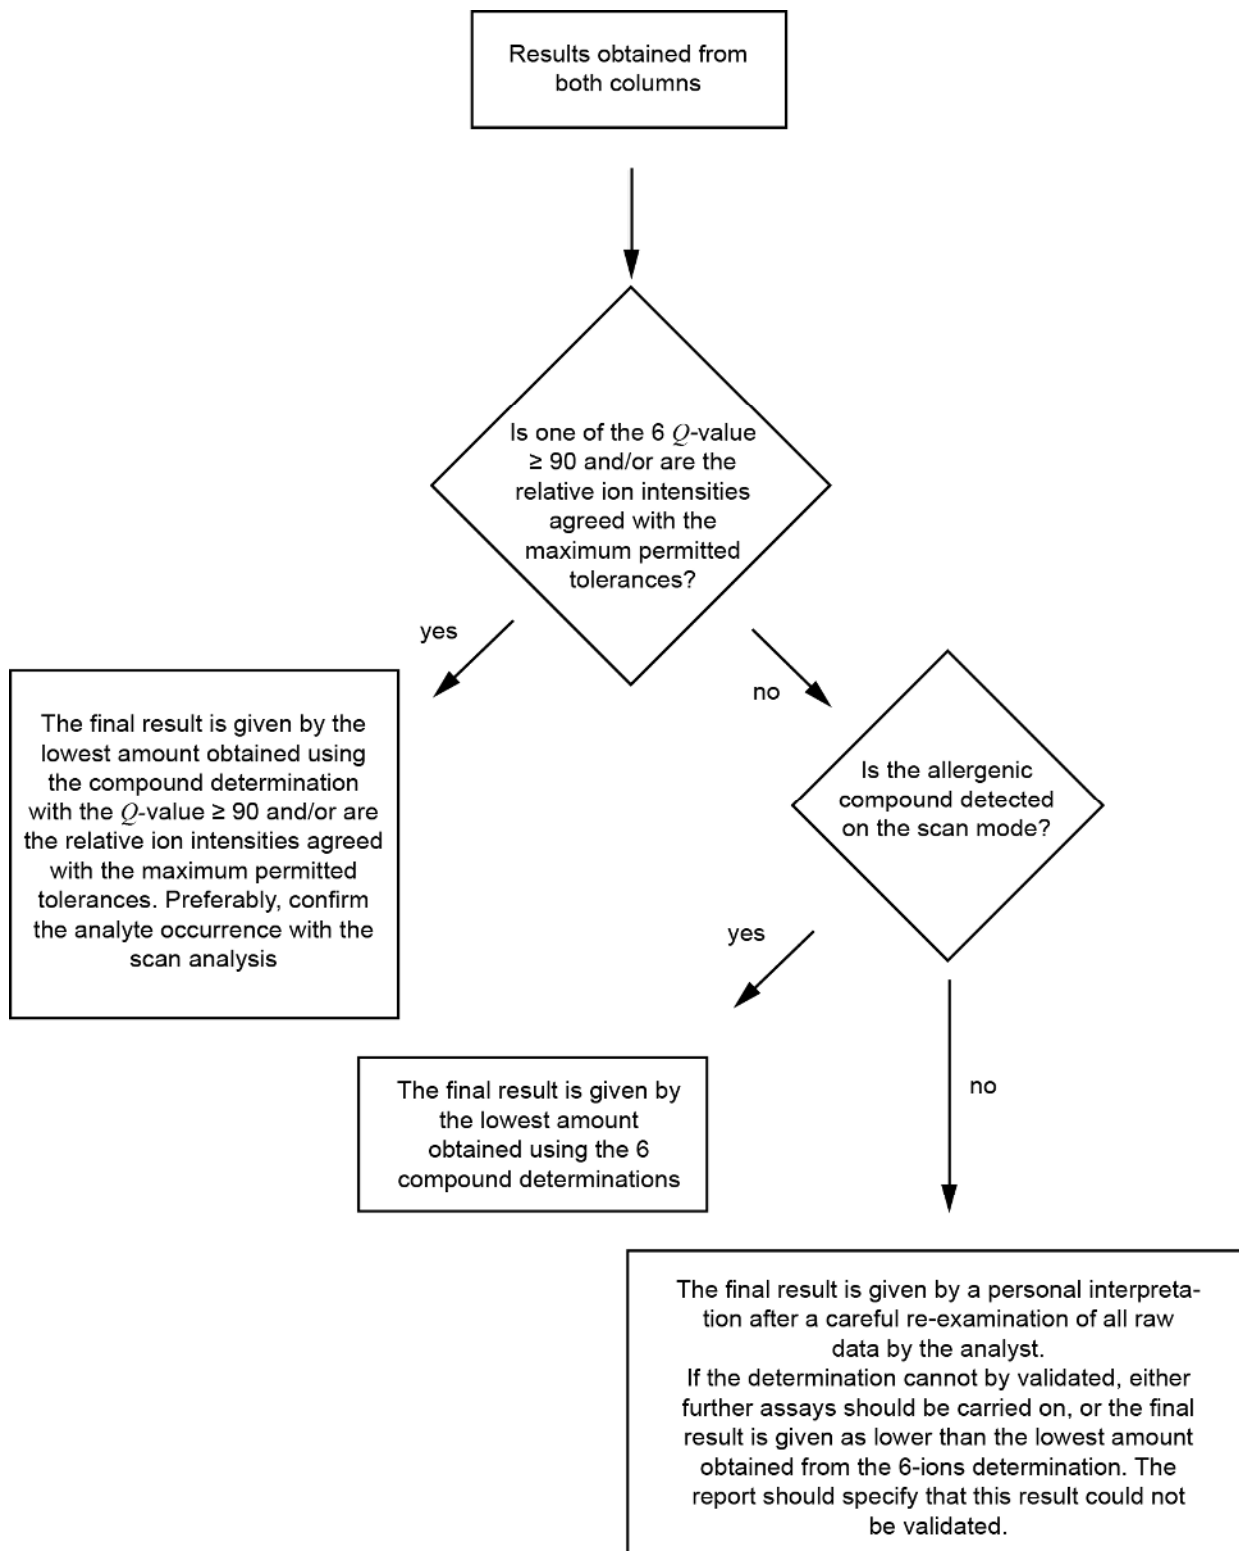 Results obtained from
both columns
Is one of the 6 Q-value
≥ 90 and/or are the
relative ion intensities
agreed with the
maximum permitted
tolerances?
yes
no
The final result is given by the
lowest amount obtained using
the compound determination
with the Q-value ≥ 90 and/or are
the relative ion intensities agreed
with the maximum permitted
tolerances. Preferably, confirm
the analyte occurrence with the
scan analysis
Is the allergenic
compound detected
on the scan mode?
yes
no
The final result is given by
the lowest amount
obtained using the 6
compound determinations
The final result is given by a personal interpreta-
tion after a careful re-examination of all raw
data by the analyst.
If the determination cannot by validated, either
further assays should be carried on, or the final
result is given as lower than the lowest amount
obtained from the 6-ions determination. The
report should specify that this result could not
be validated.